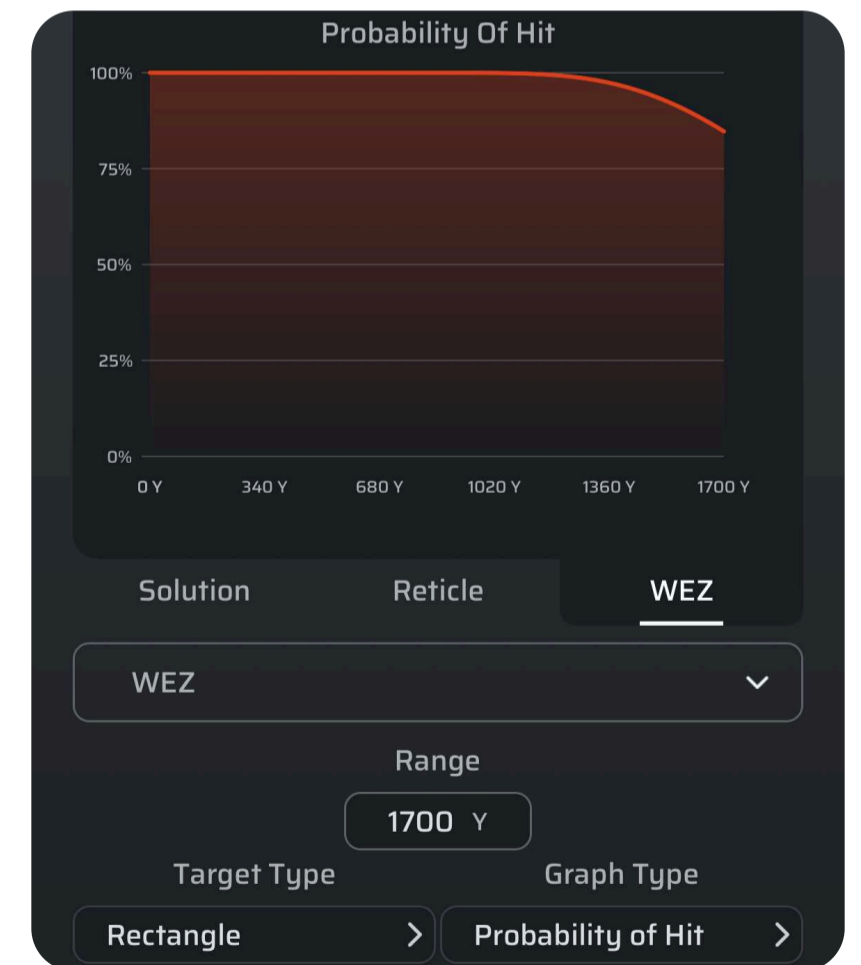 Probability Of Hit
100%
75%
50%
25%
0%
0 Y 340 Y 680 Y 1020 Y 1360 Y 1700 Y
Solution Reticle WEZ
WEZ
Range
1700 Y
Target Type Graph Type
Rectangle Probability of Hit